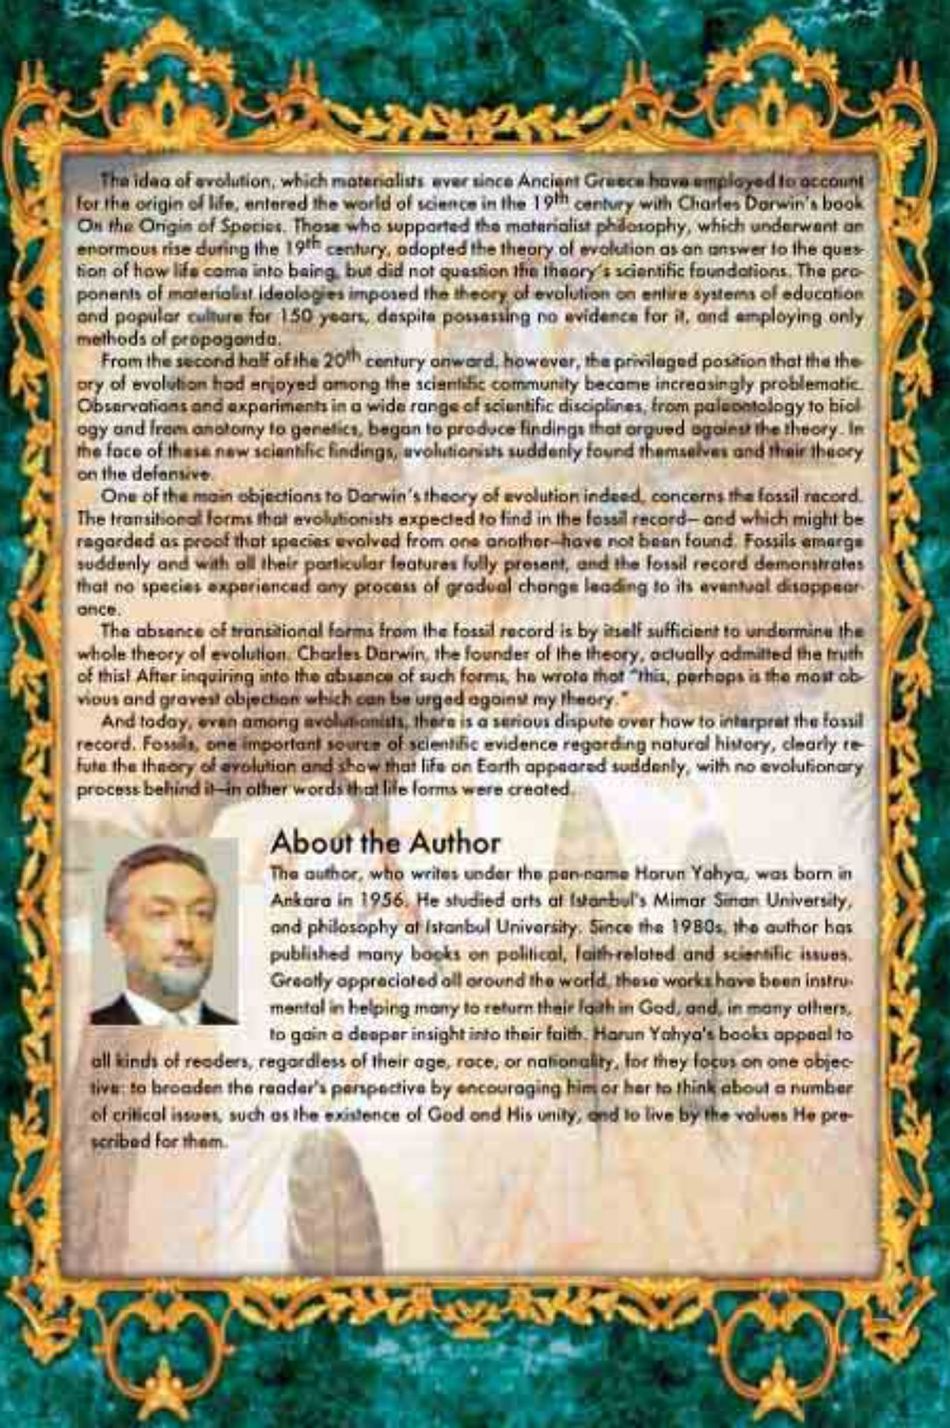 The idea of evolution, which materialists ever since Ancient Greece have employed to account
for the origin of life, entered the world of science in the 19th century with Charles Darwin's book
On the Origin of Species. Those who supported the materialist philosophy, which underwent an
enormous rise during the 19th century, adopted the theory of evolution as an answer to the ques-
tion of how life came into being, but did not question the theory's scientific foundations. The pro-
ponents of materialist ideologies imposed the theory of evolution on entire systems of education
and popular culture for 150 years, despite possessing no evidence for it, and employing only
methods of propaganda.
From the second half of the 20th century onward, however, the privileged position that the the-
ory of evolution had enjoyed among the scientific community became increasingly problematic.
Observations and experiments in a wide range of scientific disciplines, from paleontology to biol-
ogy and from anatomy to genetics, began to produce findings that argued against the theory. In
the face of these new scientific findings, evolutionists suddenly found themselves and their theory
on the defensive.
One of the main objections to Darwin's theory of evolution indeed, concerns the fossil record.
The transitional forms that evolutionists expected to find in the fossil record– and which might be
regarded as proof that species evolved from one another–have not been found. Fossils emerge
suddenly and with all their particular features fully present, and the fossil record demonstrates
that no species experienced any process of gradual change leading to its eventual disappear-
ance.
The absence of transitional forms from the fossil record is by itself sufficient to undermine the
whole theory of evolution. Charles Darwin, the founder of the theory, actually admitted the truth
of this! After inquiring into the absence of such forms, he wrote that "this, perhaps is the most ob-
vious and gravest objection which can be urged against my theory."
And today, even among evolutionists, there is a serious dispute over how to interpret the fossil
record. Fossils, one important source of scientific evidence regarding natural history, clearly re-
fute the theory of evolution and show that life on Earth appeared suddenly, with no evolutionary
process behind it–in other words that life forms were created.
About the Author
The author, who writes under the pen-name Harun Yahya, was born in
Ankara in 1956. He studied arts at Istanbul's Mimar Sinan University,
and philosophy at Istanbul University. Since the 1980s, the author has
published many books on political, faith-related and scientific issues.
Greatly appreciated all around the world, these works have been instru-
mental in helping many to return their faith in God, and, in many others,
to gain a deeper insight into their faith. Harun Yahya's books appeal to
all kinds of readers, regardless of their age, race, or nationality, for they focus on one objec-
tive: to broaden the reader's perspective by encouraging him or her to think about a number
of critical issues, such as the existence of God and His unity, and to live by the values He pre-
scribed for them.